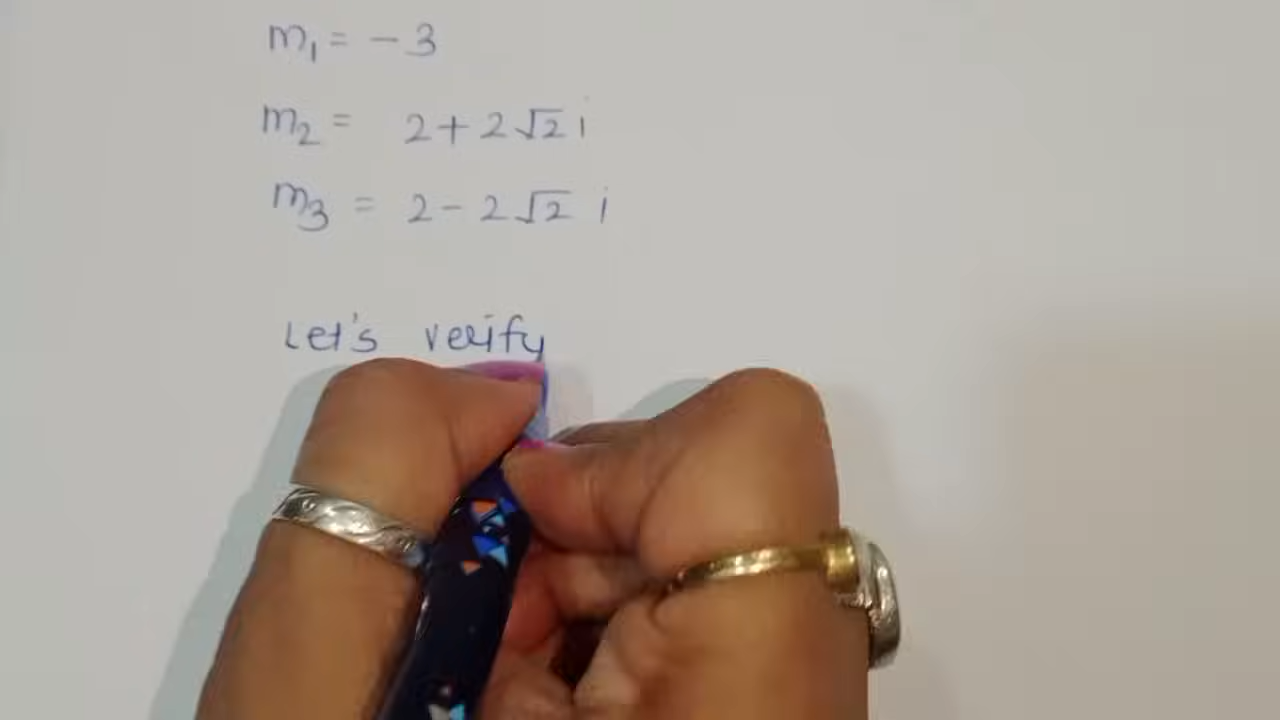 m₁ = - 3
m₂ = 2 + 2 √2 i
m₃ = 2 - 2 √2 i
Let's verify